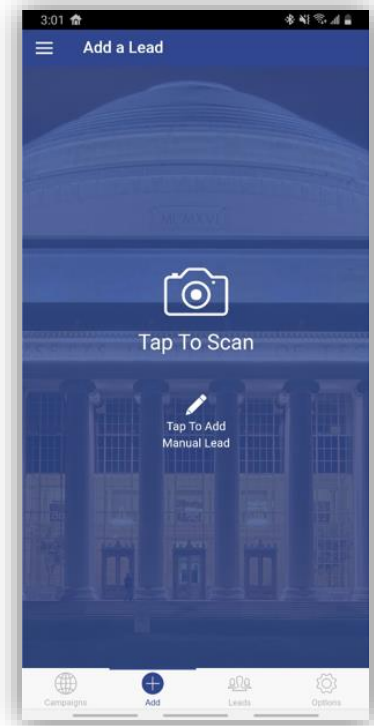 3:01
Add a Lead
MCMXVI
Tap To Scan
Tap To Add
Manual Lead
Campaigns
Add
Leads
Options